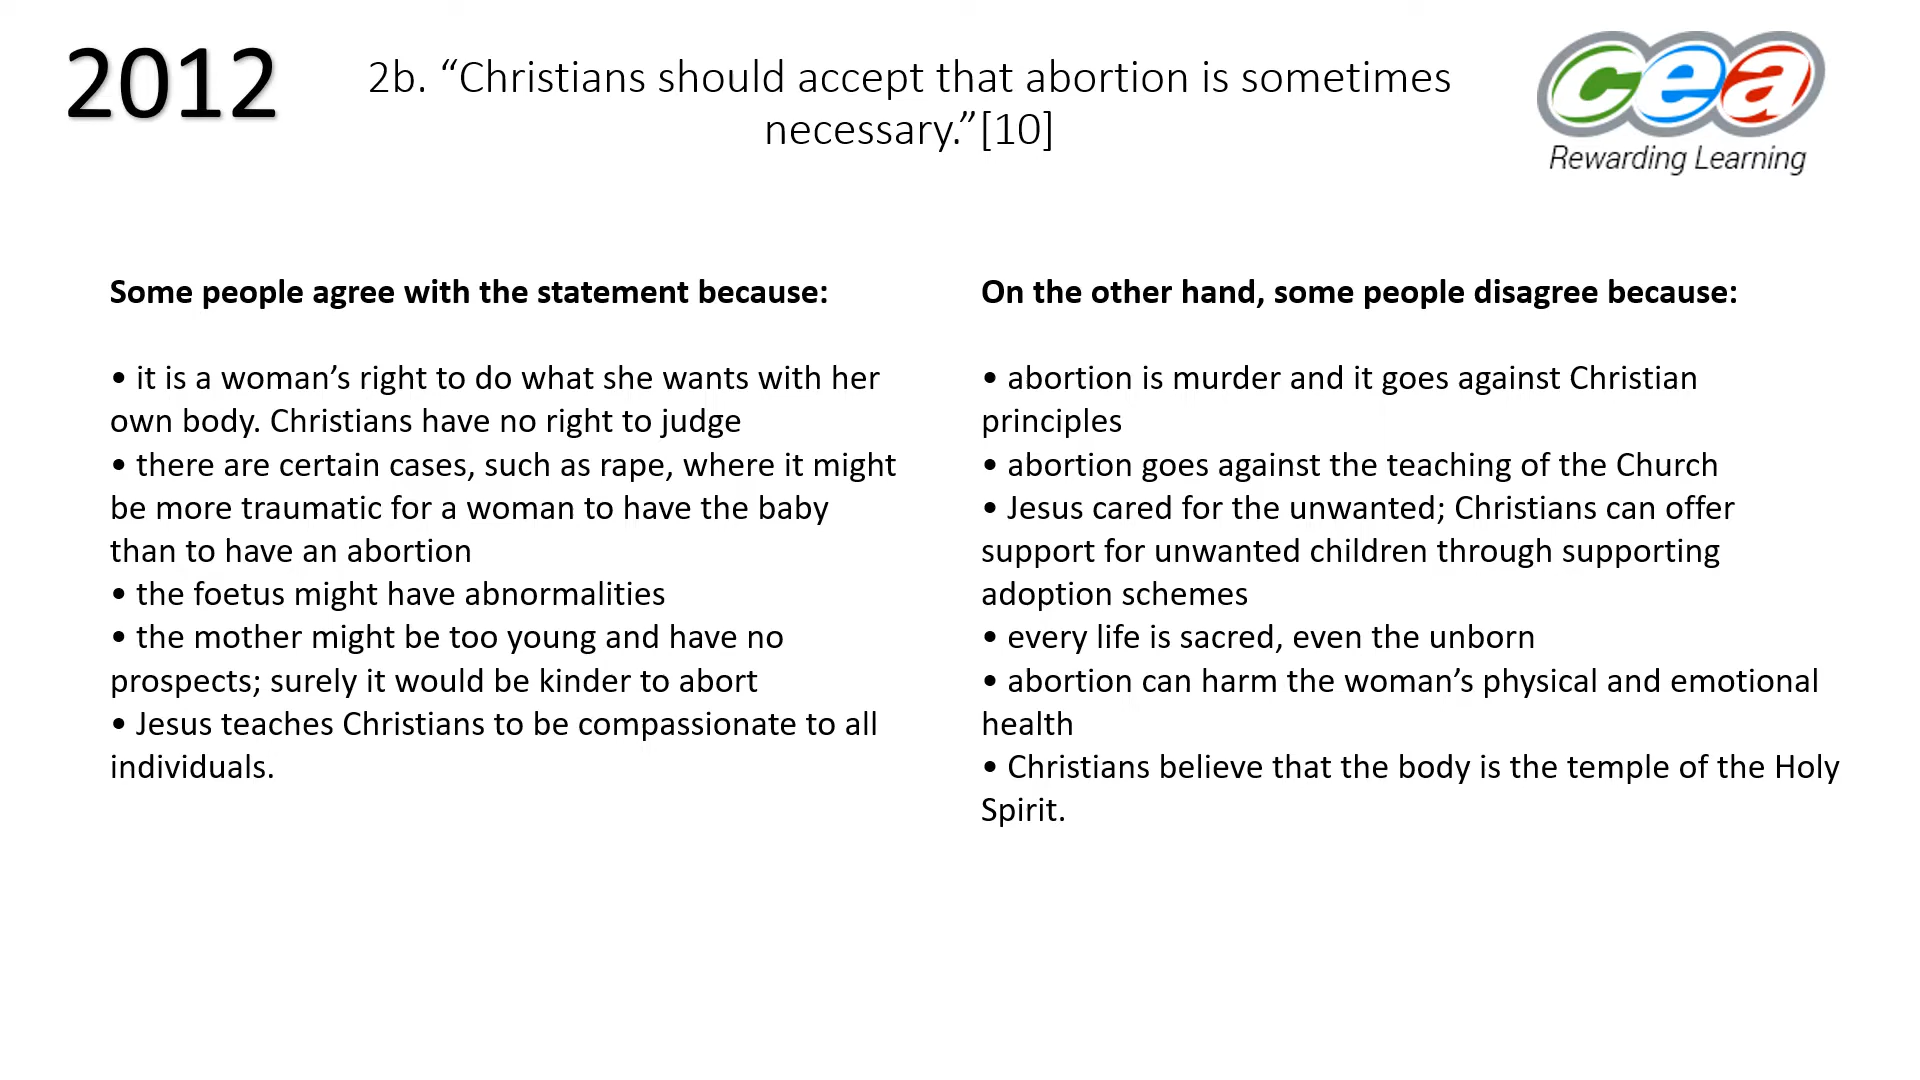 2012
2b. “Christians should accept that abortion is sometimes
necessary.”[10]
cea
Rewarding Learning
Some people agree with the statement because:
• it is a woman’s right to do what she wants with her
own body. Christians have no right to judge
• there are certain cases, such as rape, where it might
be more traumatic for a woman to have the baby
than to have an abortion
• the foetus might have abnormalities
• the mother might be too young and have no
prospects; surely it would be kinder to abort
• Jesus teaches Christians to be compassionate to all
individuals.
On the other hand, some people disagree because:
• abortion is murder and it goes against Christian
principles
• abortion goes against the teaching of the Church
• Jesus cared for the unwanted; Christians can offer
support for unwanted children through supporting
adoption schemes
• every life is sacred, even the unborn
• abortion can harm the woman’s physical and emotional
health
• Christians believe that the body is the temple of the Holy
Spirit.